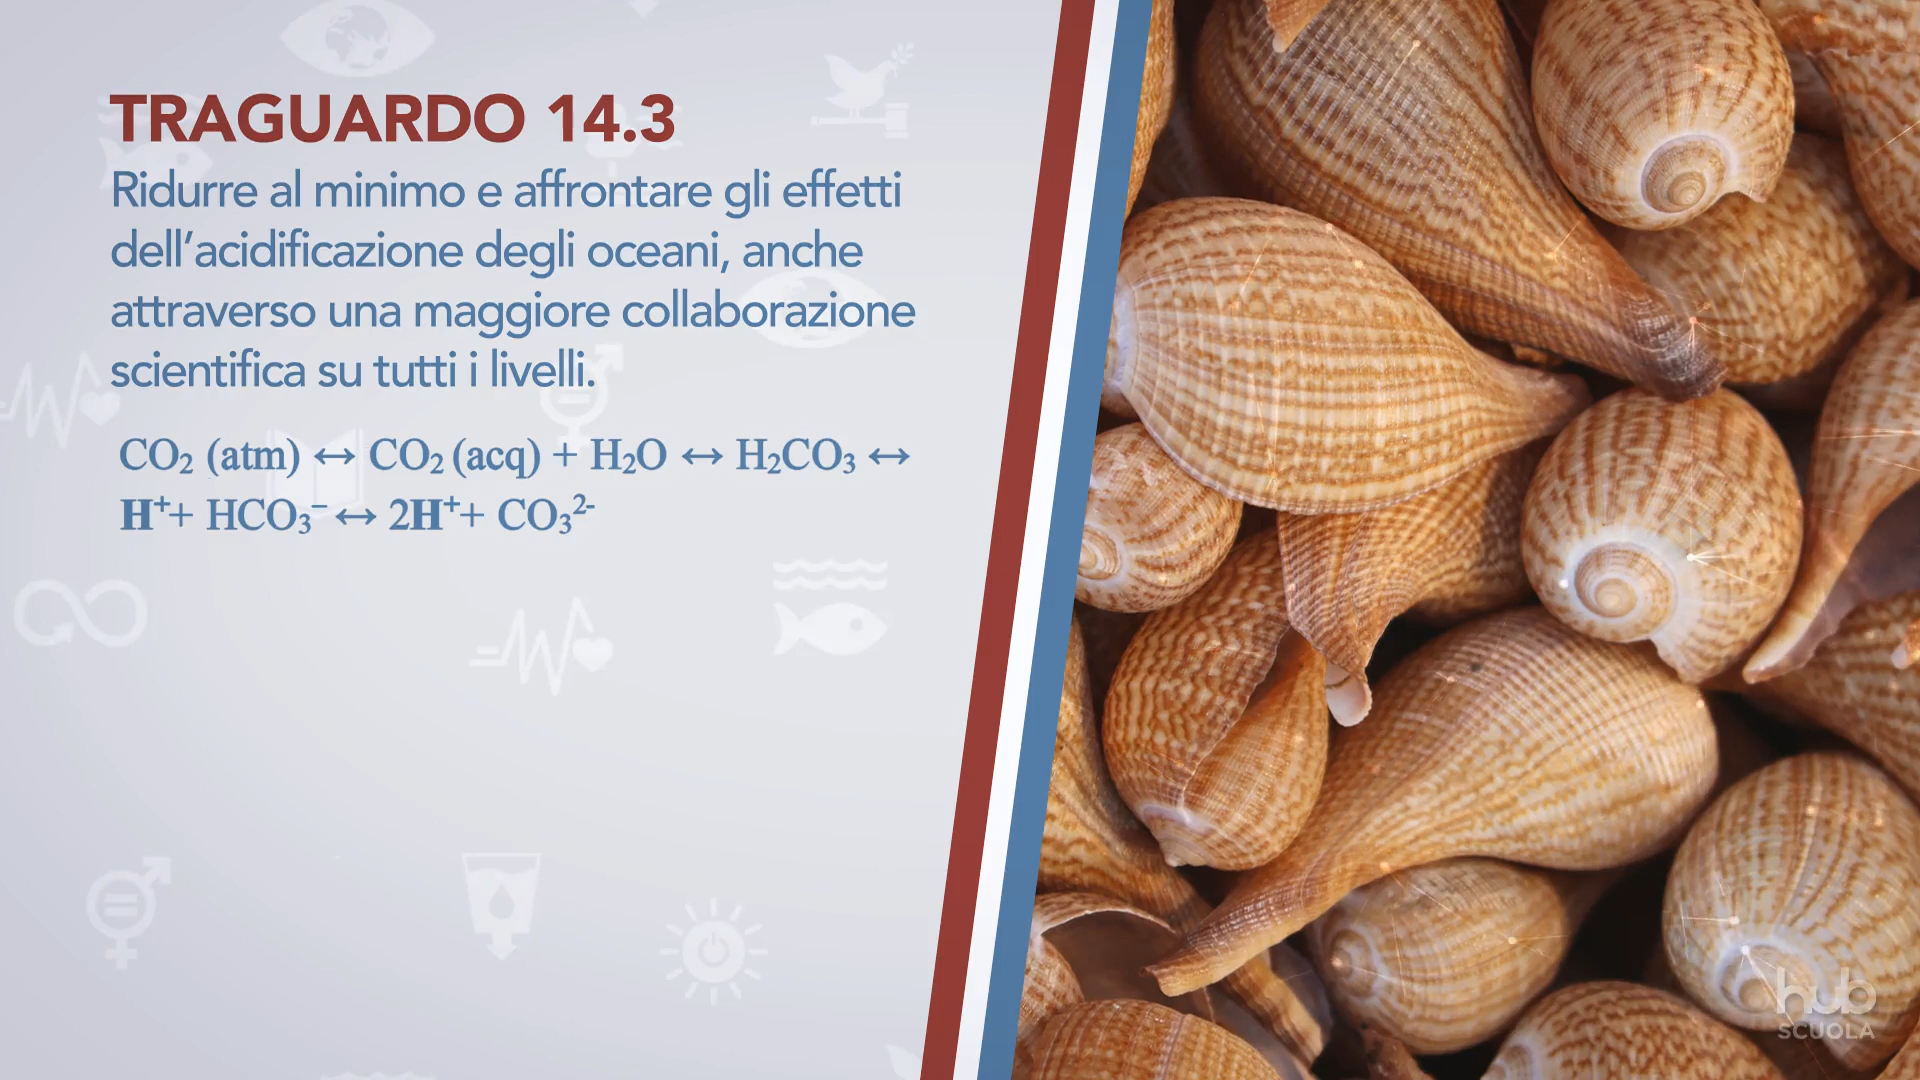 TRAGUARDO 14.3
Ridurre al minimo e affrontare gli effetti
dell’acidificazione degli oceani, anche
attraverso una maggiore collaborazione
scientifica su tutti i livelli.
CO₂ (atm) ↔ CO₂ (acq) + H₂O ↔ H₂CO₃ ↔
H⁺+ HCO₃⁻ ↔ 2H⁺+ CO₃²⁻
hub
SCUOLA